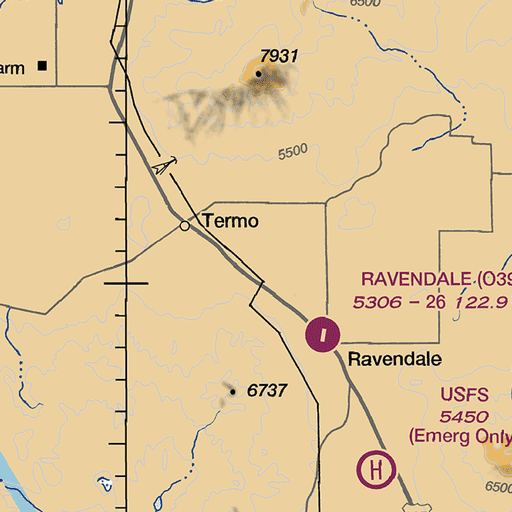 6500
7931
arm
5500
Termo
RAVENDALE (O39
5306 – 26 122.9
Ravendale
6737
USFS
5450
(Emerg Only
H
6500